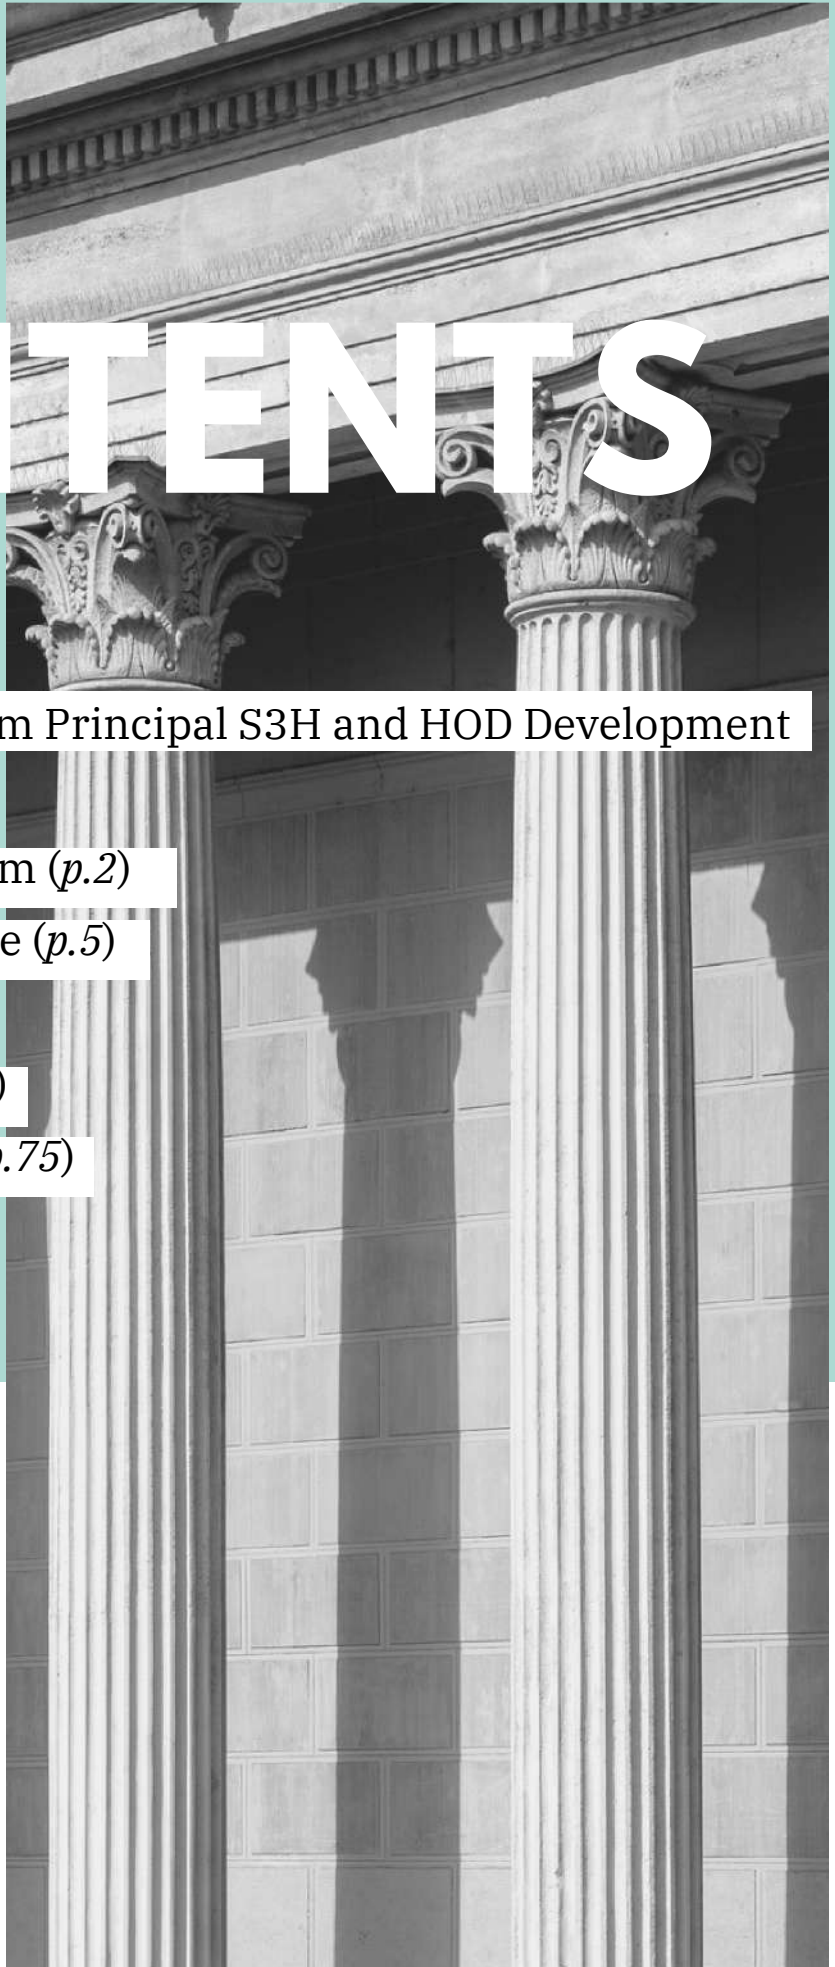 TENTS
m Principal S3H and HOD Development
m (p.2)
e (p.5)
)
.75)